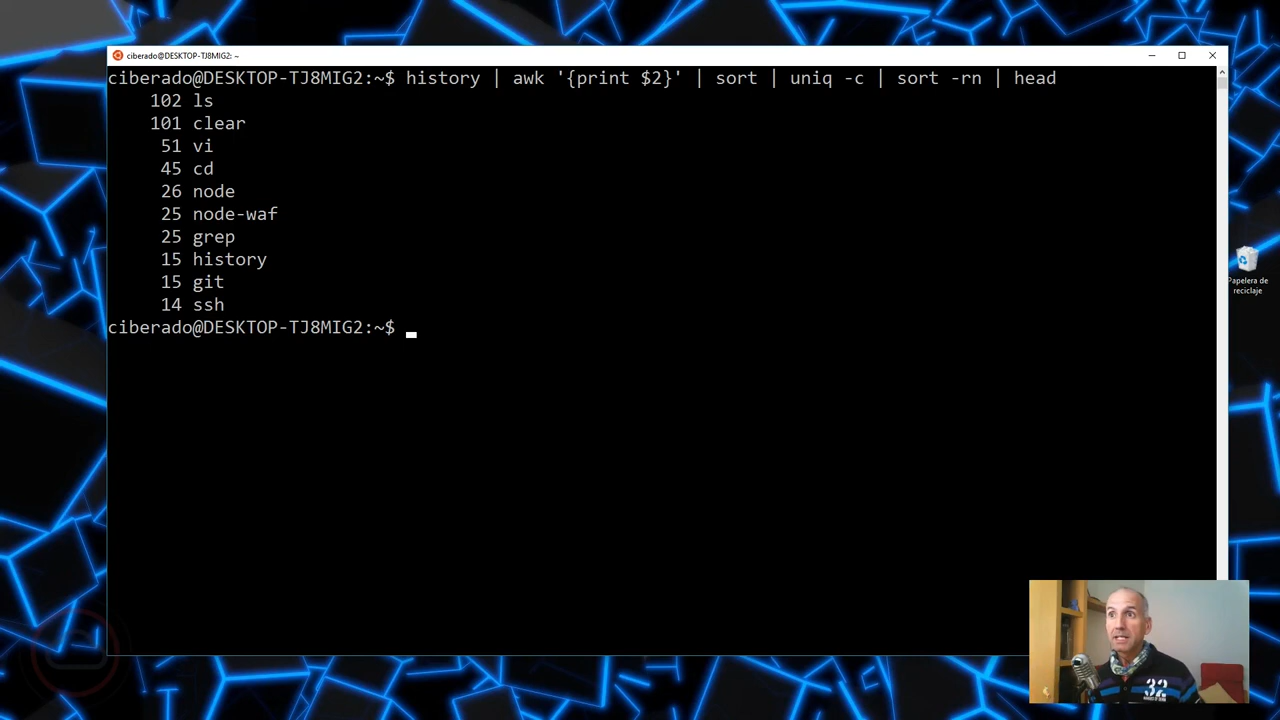 ciberado@DESKTOP-TJ8MIG2: ~
ciberado@DESKTOP-TJ8MIG2:~$ history | awk '{print $2}' | sort | uniq -c | sort -rn | head
102 ls
101 clear
51 vi
45 cd
26 node
25 node-waf
25 grep
15 history
15 git
14 ssh
ciberado@DESKTOP-TJ8MIG2:~$
Papelera de
reciclaje
32